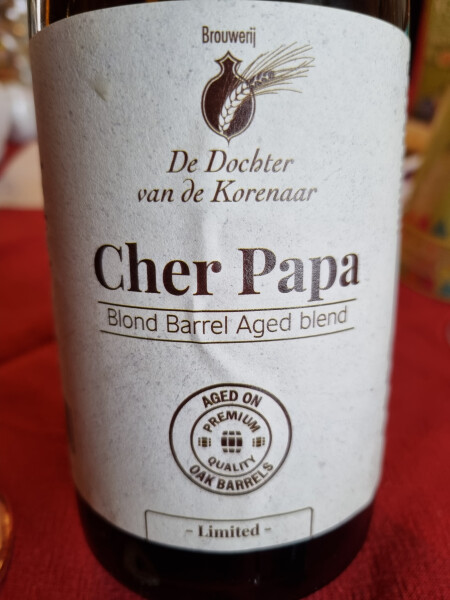 Brouwerij
De Dochter
van de Korenaar
Cher Papa
Blond Barrel Aged blend
AGED ON
PREMIUM
QUALITY
OAK BARRELS
- Limited -